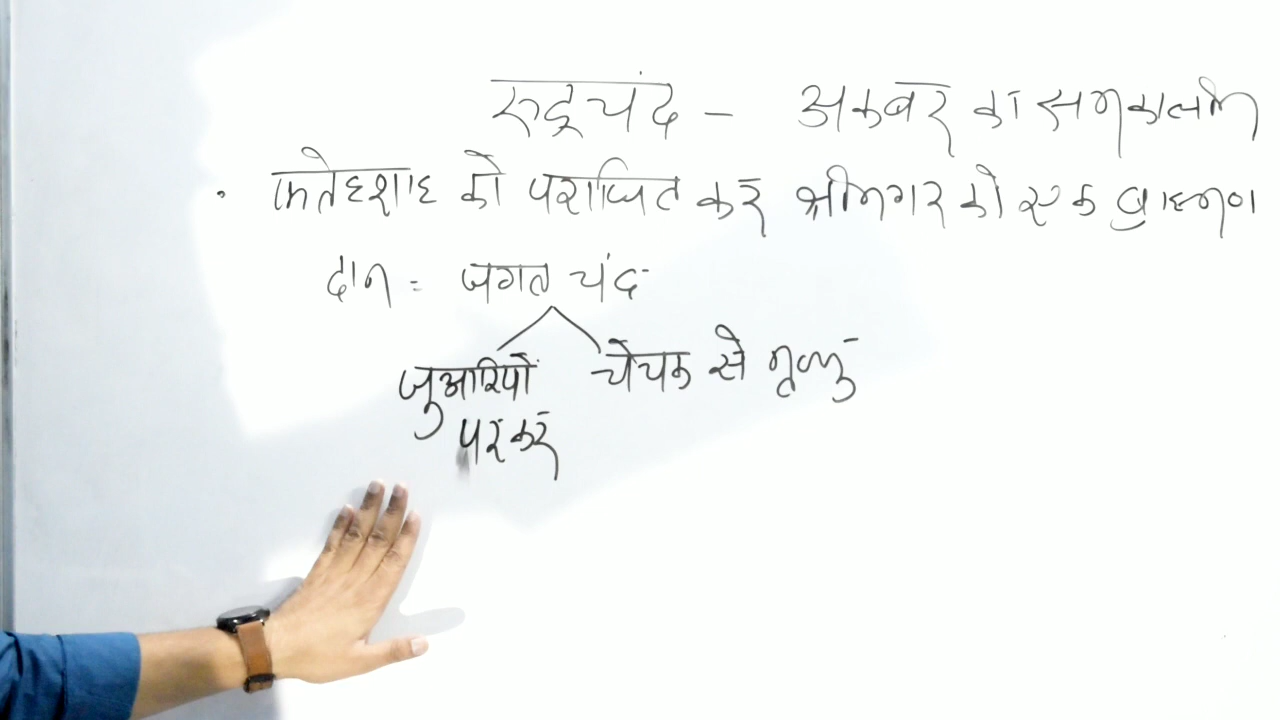 रुद्रचंद – अकबर का समकालीन
• फतेहशाह को पराजित कर श्रीनगर को एक ब्राह्मण
दान = जगत चंद
जुआरियों चेचक से मृत्यु
पर कर